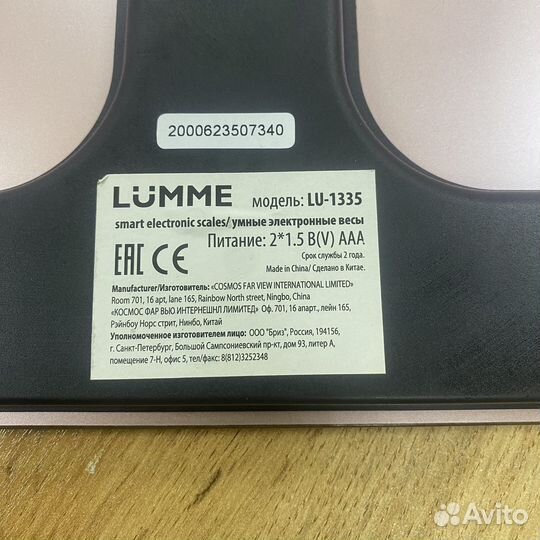 2000623507340
LÜMME модель: LU-1335
smart electronic scales/ умные электронные весы
Питание: 2*1.5 В(V) AAA
Срок службы 2 года.
EAC CE Made in China/ Сделано в Китае.
Manufacturer/Изготовитель: «COSMOS FAR VIEW INTERNATIONAL LIMITED»
Room 701, 16 apt, lane 165, Rainbow North street, Ningbo, China
«КОСМОС ФАР ВЬЮ ИНТЕРНЕШНЛ ЛИМИТЕД» Оф. 701, 16 апарт., лейн 165,
Рэйнбоу Норс стрит, Нинбо, Китай
Уполномоченное изготовителем лицо: ООО "Бриз", Россия, 194156,
г. Санкт-Петербург, Большой Сампсониевский пр-кт, дом 93, литер А,
помещение 7-Н, офис 5, тел/факс: 8(812)3252348
Avito